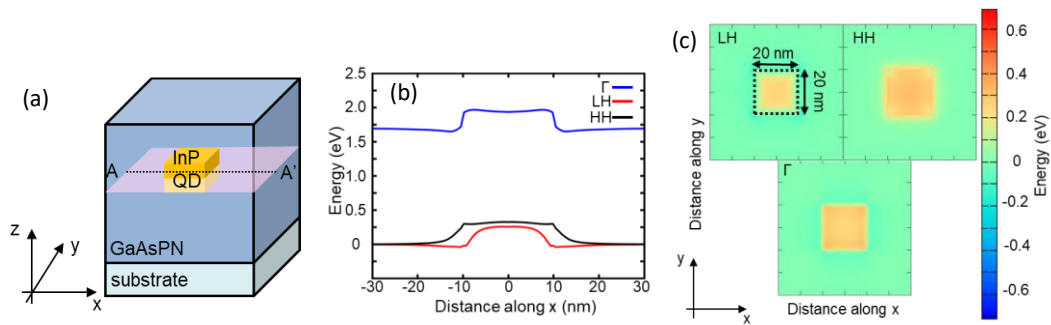 (a)
InP
QD
A
A'
GaAsPN
substrate
z
y
x
(b)
2.5
2.0
1.5
1.0
0.5
0
Energy (eV)
Γ
LH
HH
-30 -20 -10 0 10 20 30
Distance along x (nm)
(c)
LH
20 nm
20 nm
HH
Γ
Distance along y
Distance along x
y
x
0.6
0.4
0.2
0
-0.2
-0.4
-0.6
Energy (eV)